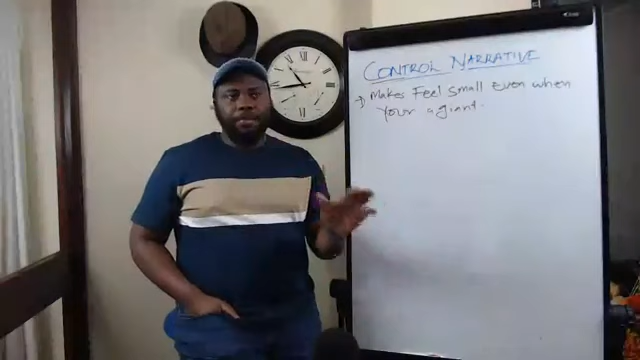 CONTROL NARRATIVE
→ Makes Feel Small even when
your a giant.